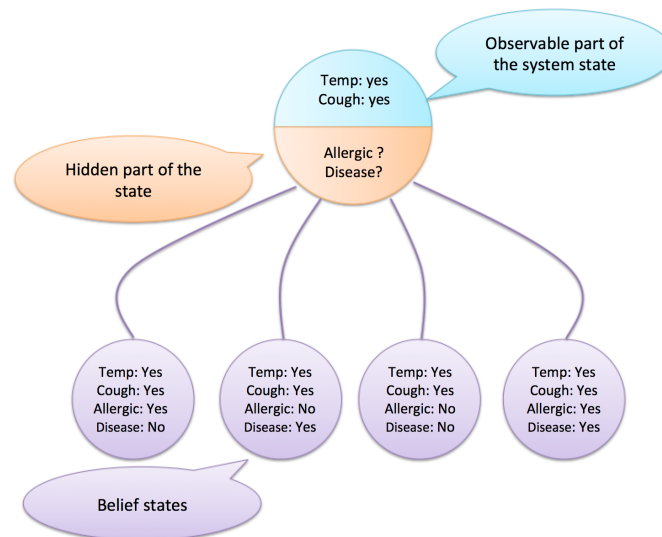 Observable part of
the system state
Temp: yes
Cough: yes
Hidden part of the
state
Allergic ?
Disease?
Temp: Yes
Cough: Yes
Allergic: Yes
Disease: No
Temp: Yes
Cough: Yes
Allergic: No
Disease: Yes
Temp: Yes
Cough: Yes
Allergic: No
Disease: No
Temp: Yes
Cough: Yes
Allergic: Yes
Disease: Yes
Belief states